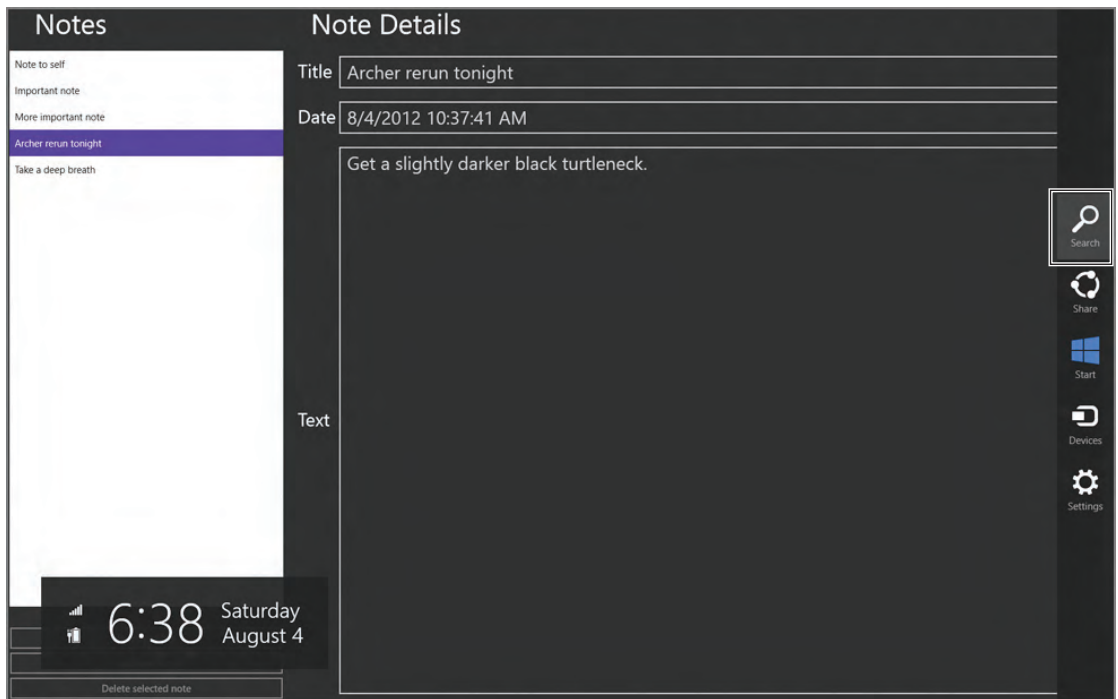 Notes
Note to self
Important note
More important note
Archer rerun tonight
Take a deep breath
Delete selected note
Note Details
Title Archer rerun tonight
Date 8/4/2012 10:37:41 AM
Text Get a slightly darker black turtleneck.
Search
Share
Start
Devices
Settings
6:38 Saturday
August 4